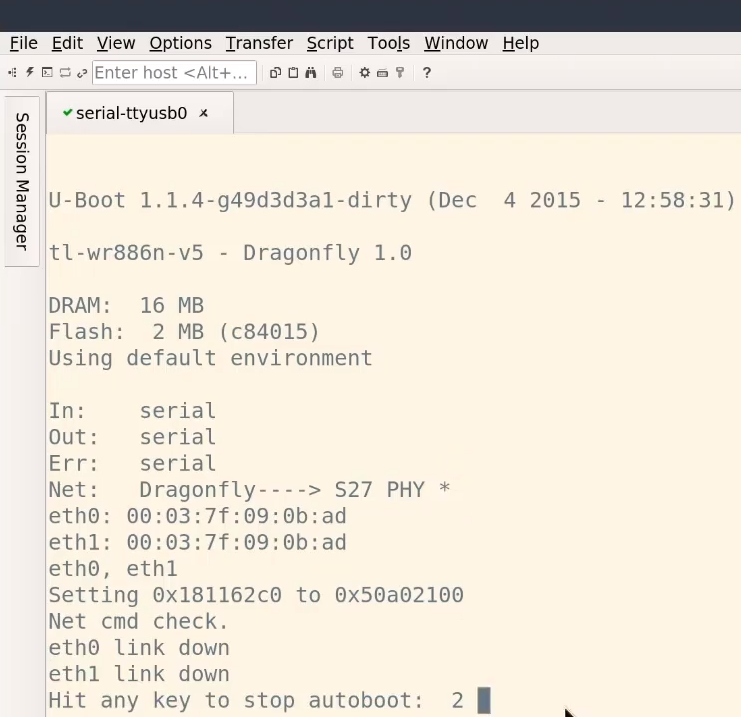 File Edit View Options Transfer Script Tools Window Help
Enter host <Alt+...
?
serial-ttyusb0
Session Manager
U-Boot 1.1.4-g49d3d3a1-dirty (Dec  4 2015 - 12:58:31)
tl-wr886n-v5 - Dragonfly 1.0
DRAM:  16 MB
Flash:  2 MB (c84015)
Using default environment
In:    serial
Out:   serial
Err:   serial
Net:   Dragonfly----> S27 PHY *
eth0: 00:03:7f:09:0b:ad
eth1: 00:03:7f:09:0b:ad
eth0, eth1
Setting 0x181162c0 to 0x50a02100
Net cmd check.
eth0 link down
eth1 link down
Hit any key to stop autoboot:  2